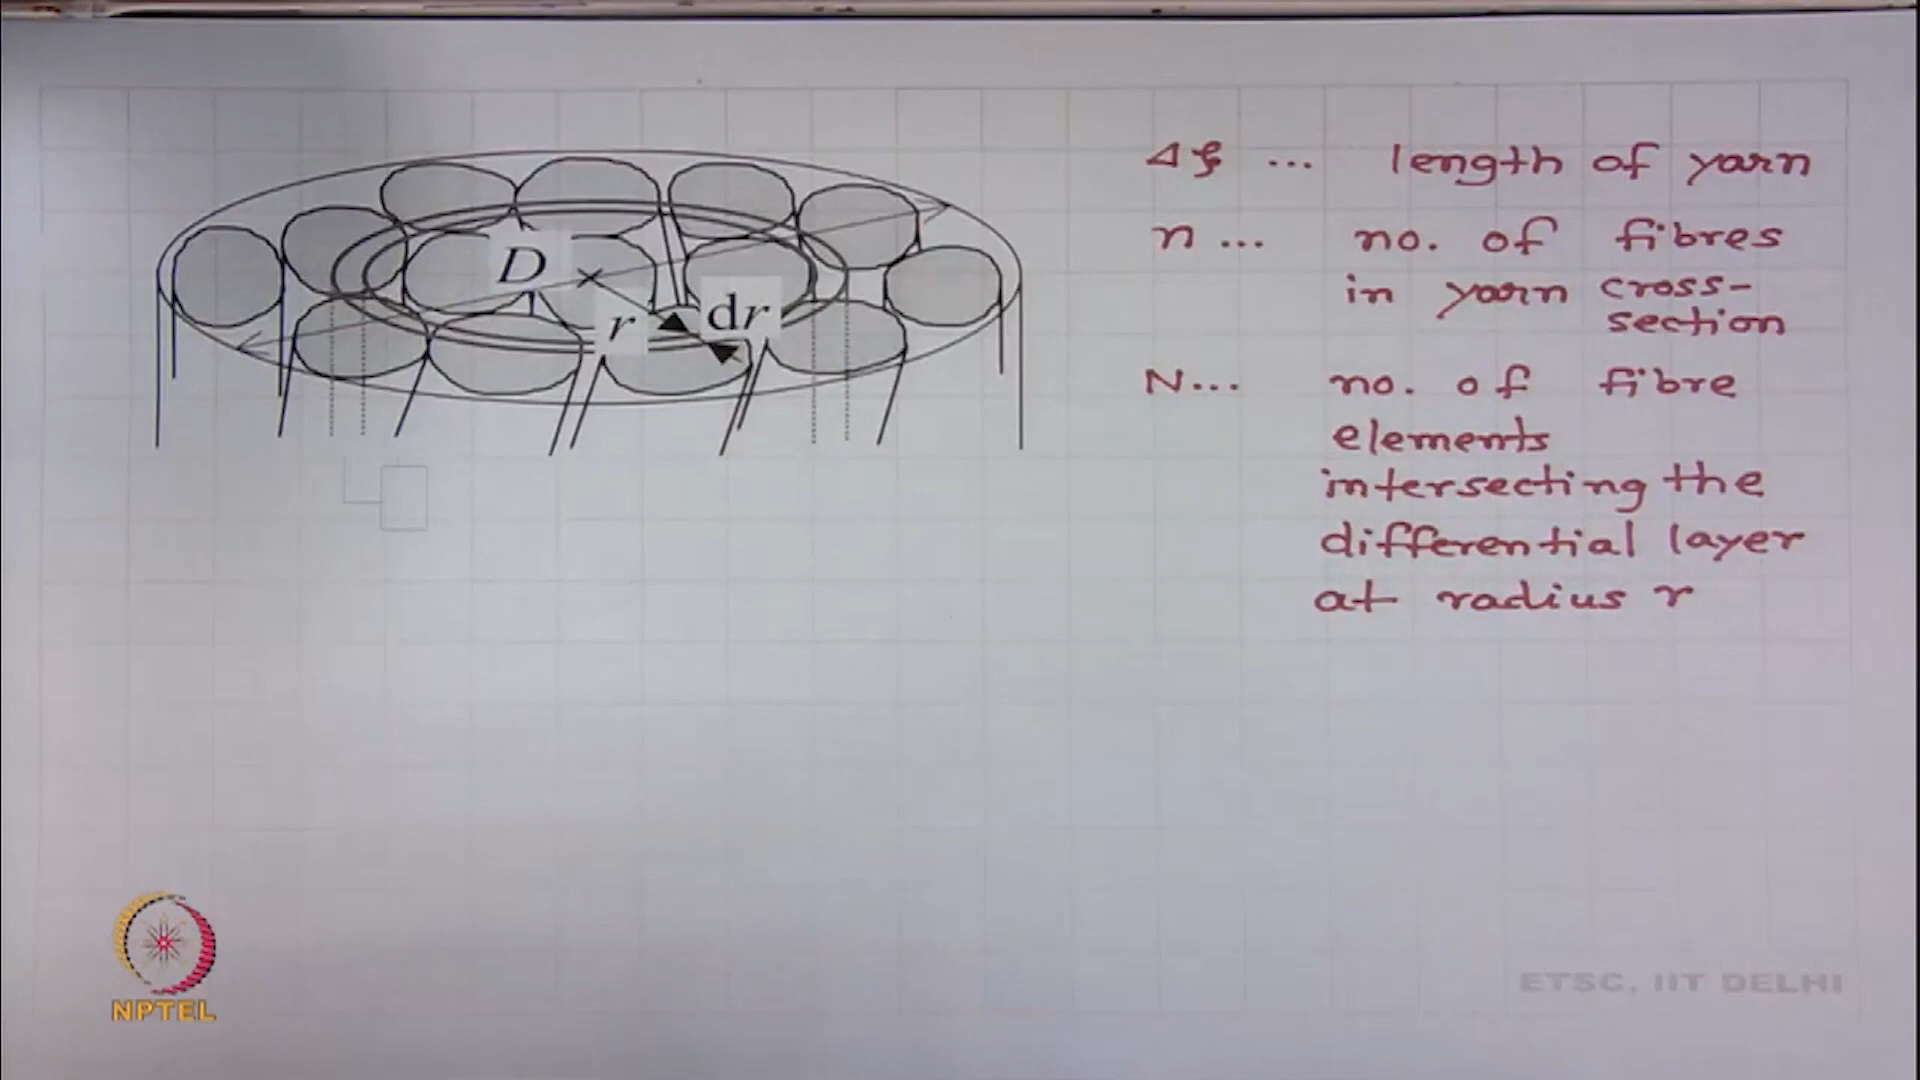 D
r
dr
Δξ ... length of yarn
n ... no. of fibres
in yarn cross-
section
N... no. of fibre
elements
intersecting the
differential layer
at radius r
NPTEL
ETSC, IIT DELHI